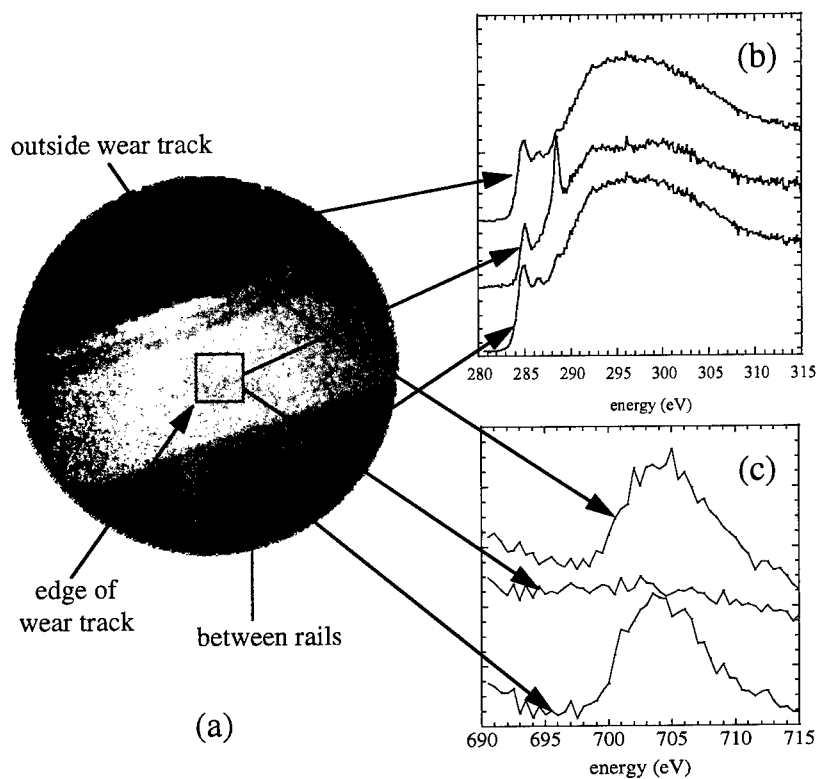 outside wear track
edge of
wear track
between rails
(a)
(b)
280 285 290 295 300 305 310 315
energy (eV)
(c)
690 695 700 705 710 715
energy (eV)